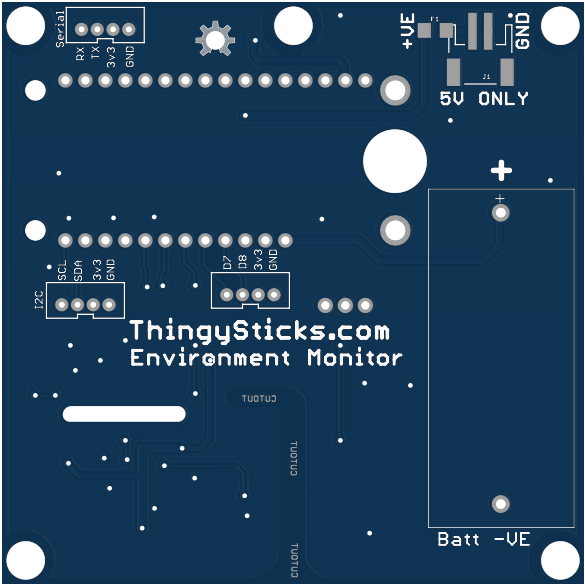 Serial
RX
TX
3v3
GND
+VE
F1
GND
J1
5V ONLY
+
+
SCL
SDA
3v3
GND
I2C
D7
D8
3v3
GND
ThingySticks.com
Environment Monitor
CUTOUT
CUTOUT
CUTOUT
Batt -VE